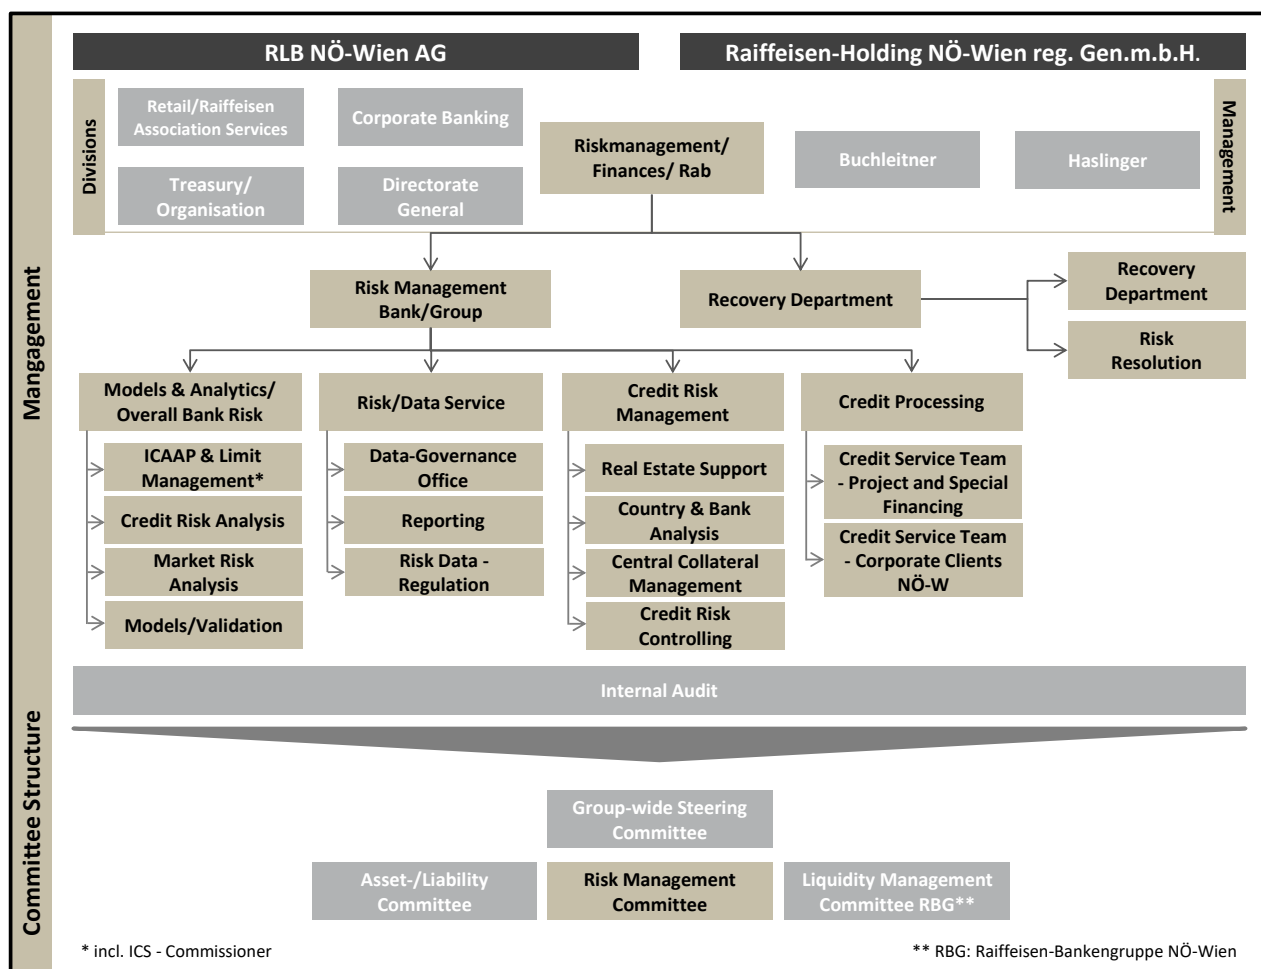 RLB NÖ-Wien AG
Raiffeisen-Holding NÖ-Wien reg. Gen.m.b.H.
Mangagement
Divisions
Retail/Raiffeisen
Association Services
Corporate Banking
Treasury/
Organisation
Directorate
General
Riskmanagement/
Finances/ Rab
Buchleitner
Haslinger
Management
Risk Management
Bank/Group
Recovery Department
Recovery
Department
Risk
Resolution
Models & Analytics/
Overall Bank Risk
ICAAP & Limit
Management*
Credit Risk Analysis
Market Risk
Analysis
Models/Validation
Risk/Data Service
Data-Governance
Office
Reporting
Risk Data -
Regulation
Credit Risk
Management
Real Estate Support
Country & Bank
Analysis
Central Collateral
Management
Credit Risk
Controlling
Credit Processing
Credit Service Team
- Project and Special
Financing
Credit Service Team
- Corporate Clients
NÖ-W
Internal Audit
Committee Structure
Group-wide Steering
Committee
Asset-/Liability
Committee
Risk Management
Committee
Liquidity Management
Committee RBG**
* incl. ICS - Commissioner
** RBG: Raiffeisen-Bankengruppe NÖ-Wien